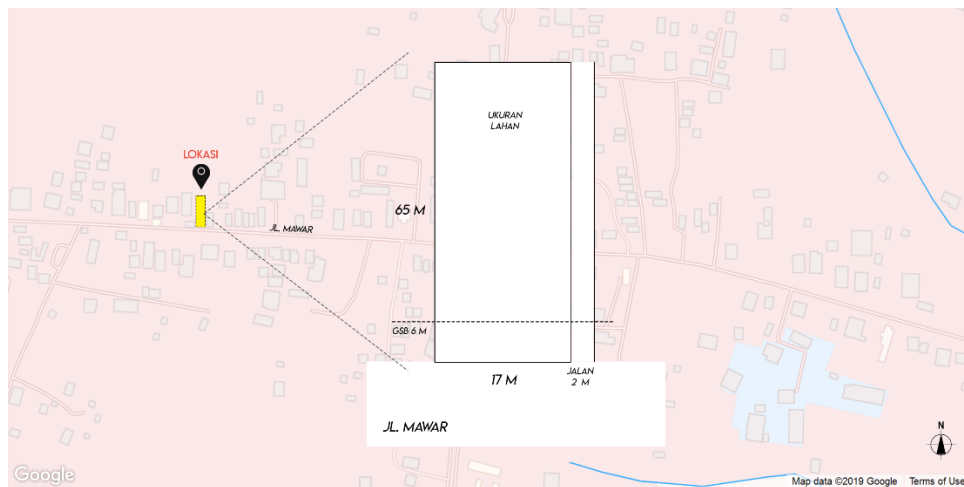 UKURAN
LAHAN
LOKASI
65 M
JL. MAWAR
GSB 6 M
17 M
JALAN
2 M
JL. MAWAR
N
Google
Map data ©2019 Google
Terms of Use